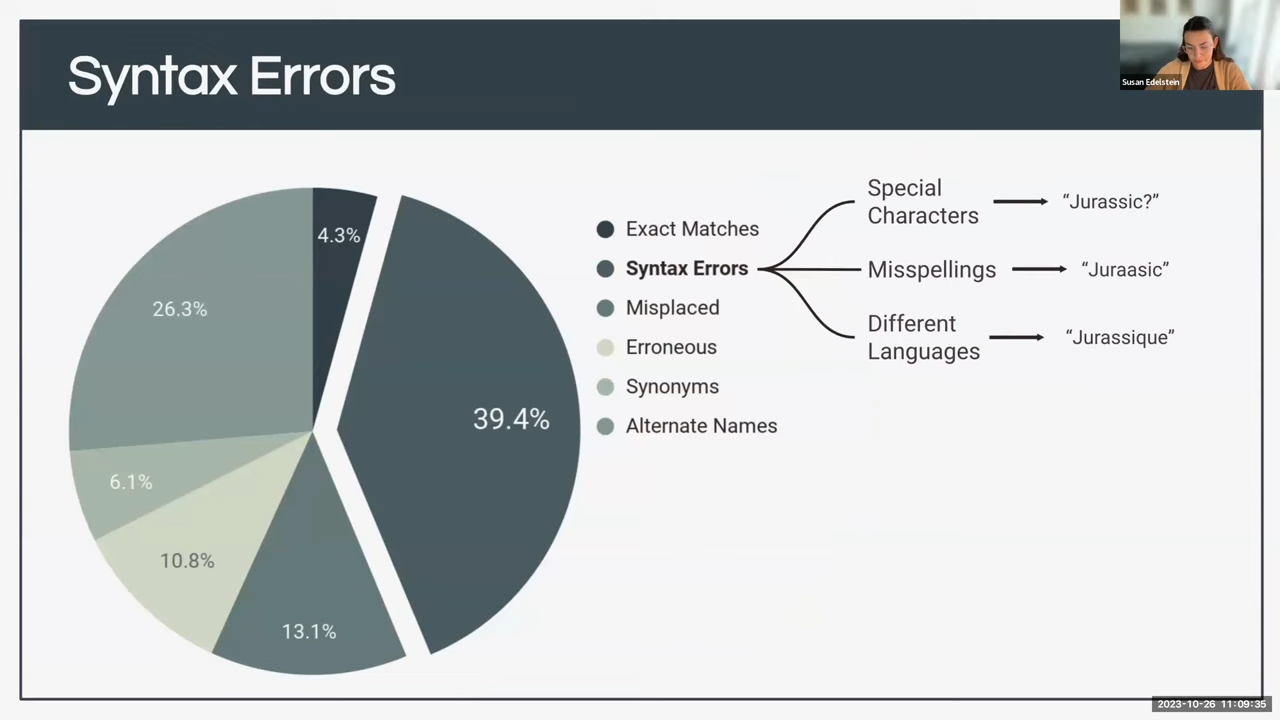 Syntax Errors
Susan Edelstein
4.3%
39.4%
26.3%
6.1%
10.8%
13.1%
Exact Matches
Syntax Errors
Misplaced
Erroneous
Synonyms
Alternate Names
Special
Characters
“Jurassic?”
Misspellings
“Juraasic”
Different
Languages
“Jurassique”
2023-10-26 11:09:35